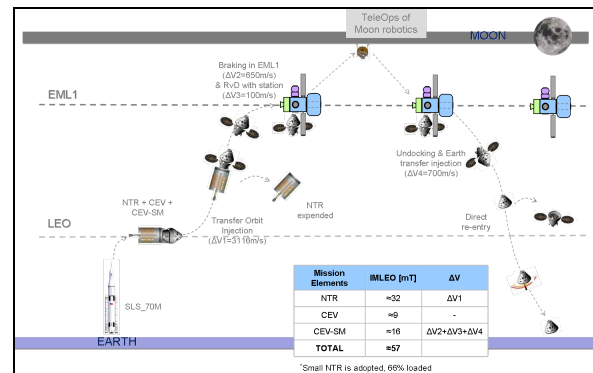 TeleOps of
Moon robotics
MOON
Braking in EML1
(ΔV2=650m/s)
& RvD with station
(ΔV3=100m/s)
EML1
Undocking & Earth
transfer injection
(ΔV4=700m/s)
NTR + CEV +
CEV-SM
NTR
expended
Transfer Orbit
Injection
(ΔV1=3116m/s)
Direct
re-entry
LEO
SLS_70M
EARTH
Mission Elements IMLEO [mT] ΔV
NTR ≈32 ΔV1
CEV ≈9 -
CEV-SM ≈16 ΔV2+ΔV3+ΔV4
TOTAL ≈57
*Small NTR is adopted, 66% loaded